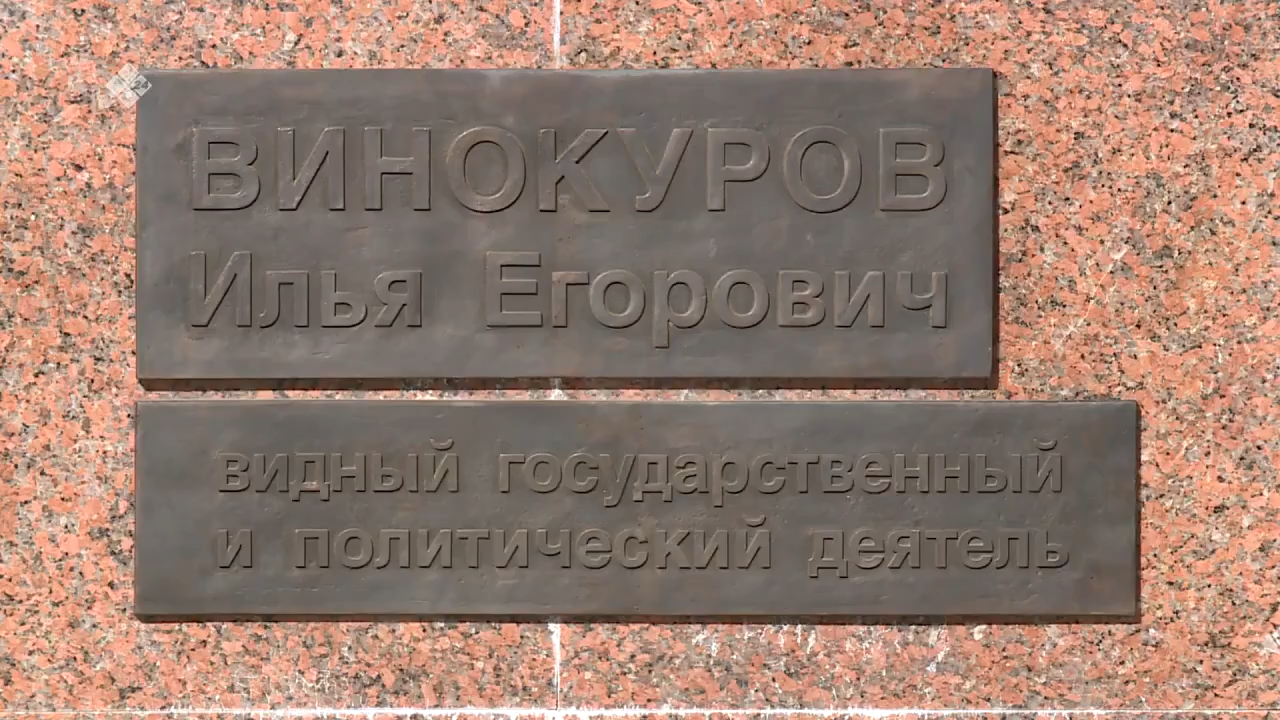 ВИНОКУРОВ
Илья Егорович
видный государственный
и политический деятель